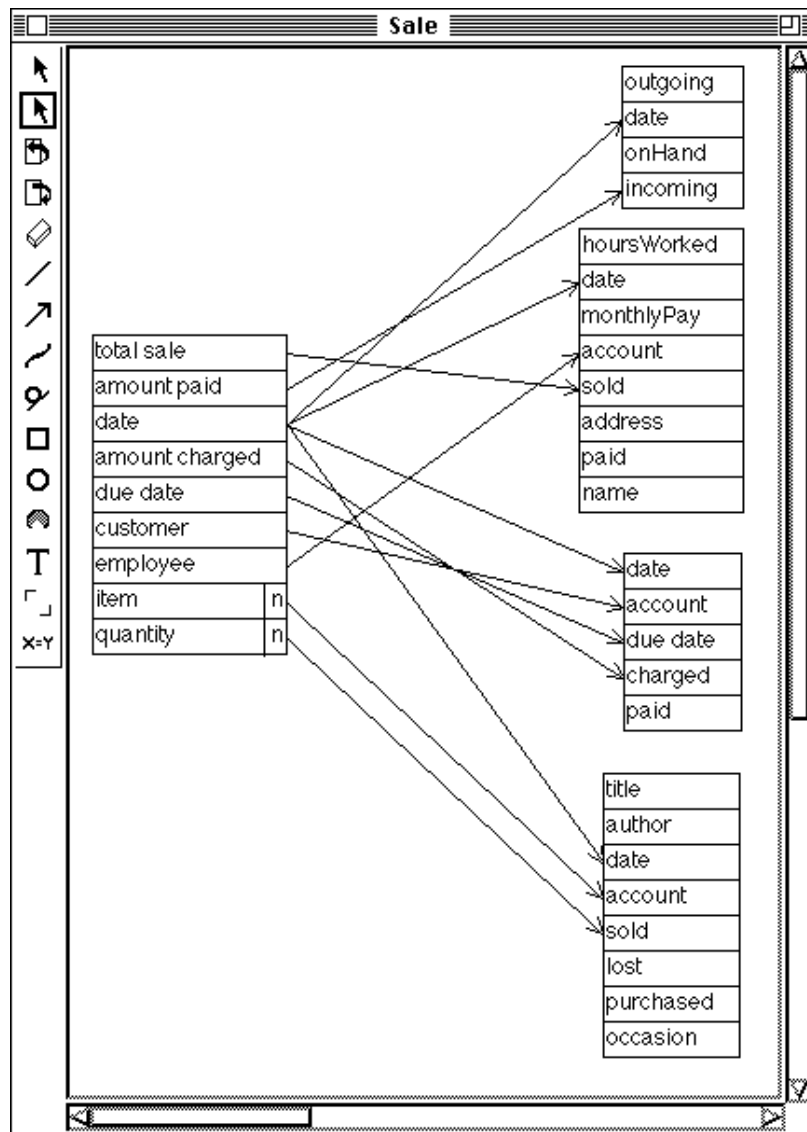 Sale
T
X=Y
total sale
amount paid
date
amount charged
due date
customer
employee
item n
quantity n
outgoing
date
onHand
incoming
hoursWorked
date
monthlyPay
account
sold
address
paid
name
date
account
due date
charged
paid
title
author
date
account
sold
lost
purchased
occasion